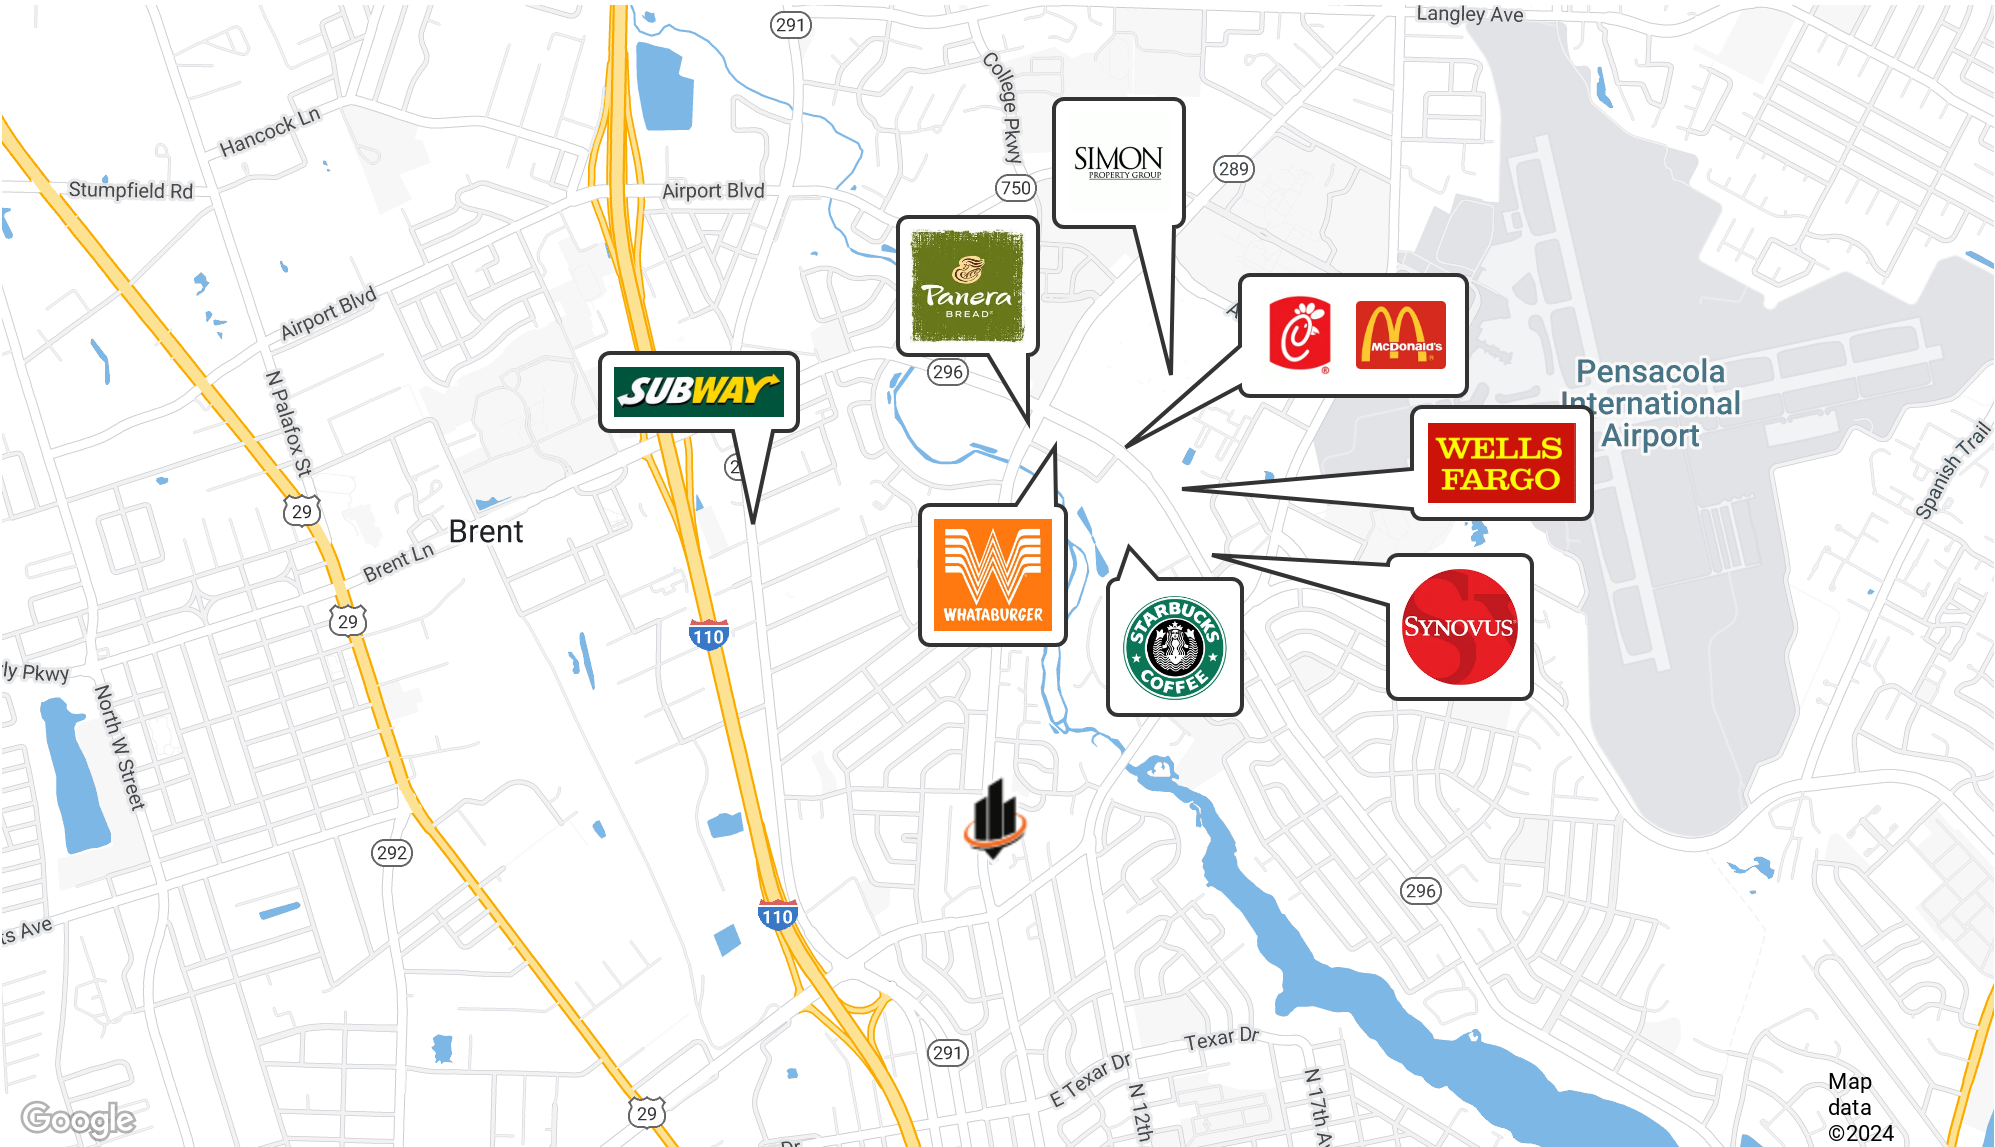 Langley Ave
291
College Pkwy
Hancock Ln
SIMON
PROPERTY GROUP
289
750
Stumpfield Rd
Airport Blvd
Panera
BREAD
Airport Blvd
McDonald's
296
SUBWAY
Pensacola
International
Airport
N Palafox St
WELLS
FARGO
Spanish Trail
29
Brent
Brent Ln
STARBUCKS
COFFEE
WHATABURGER
SYNOVUS
29
110
ly Pkwy
North W Street
292
296
110
ts Ave
291
Texar Dr
E Texar Dr
N 12th
N 17th Av
29
Dr
Google
Map
data
©2024